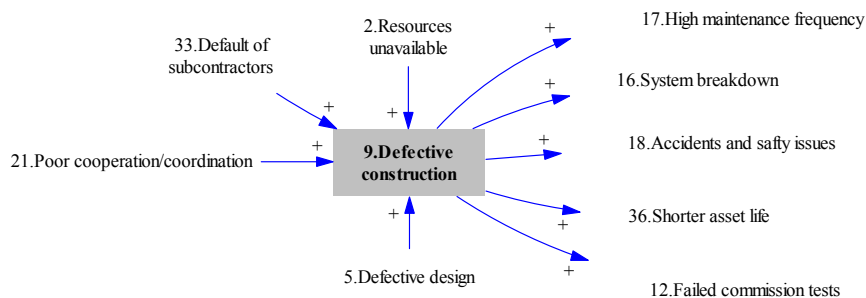 17.High maintenance frequency
2.Resources
unavailable
+
33.Default of
subcontractors
16.System breakdown
+
+
+
+
18.Accidents and safty issues
+
+
9.Defective
construction
21.Poor cooperation/coordination
+
36.Shorter asset life
+
5.Defective design
+
12.Failed commission tests